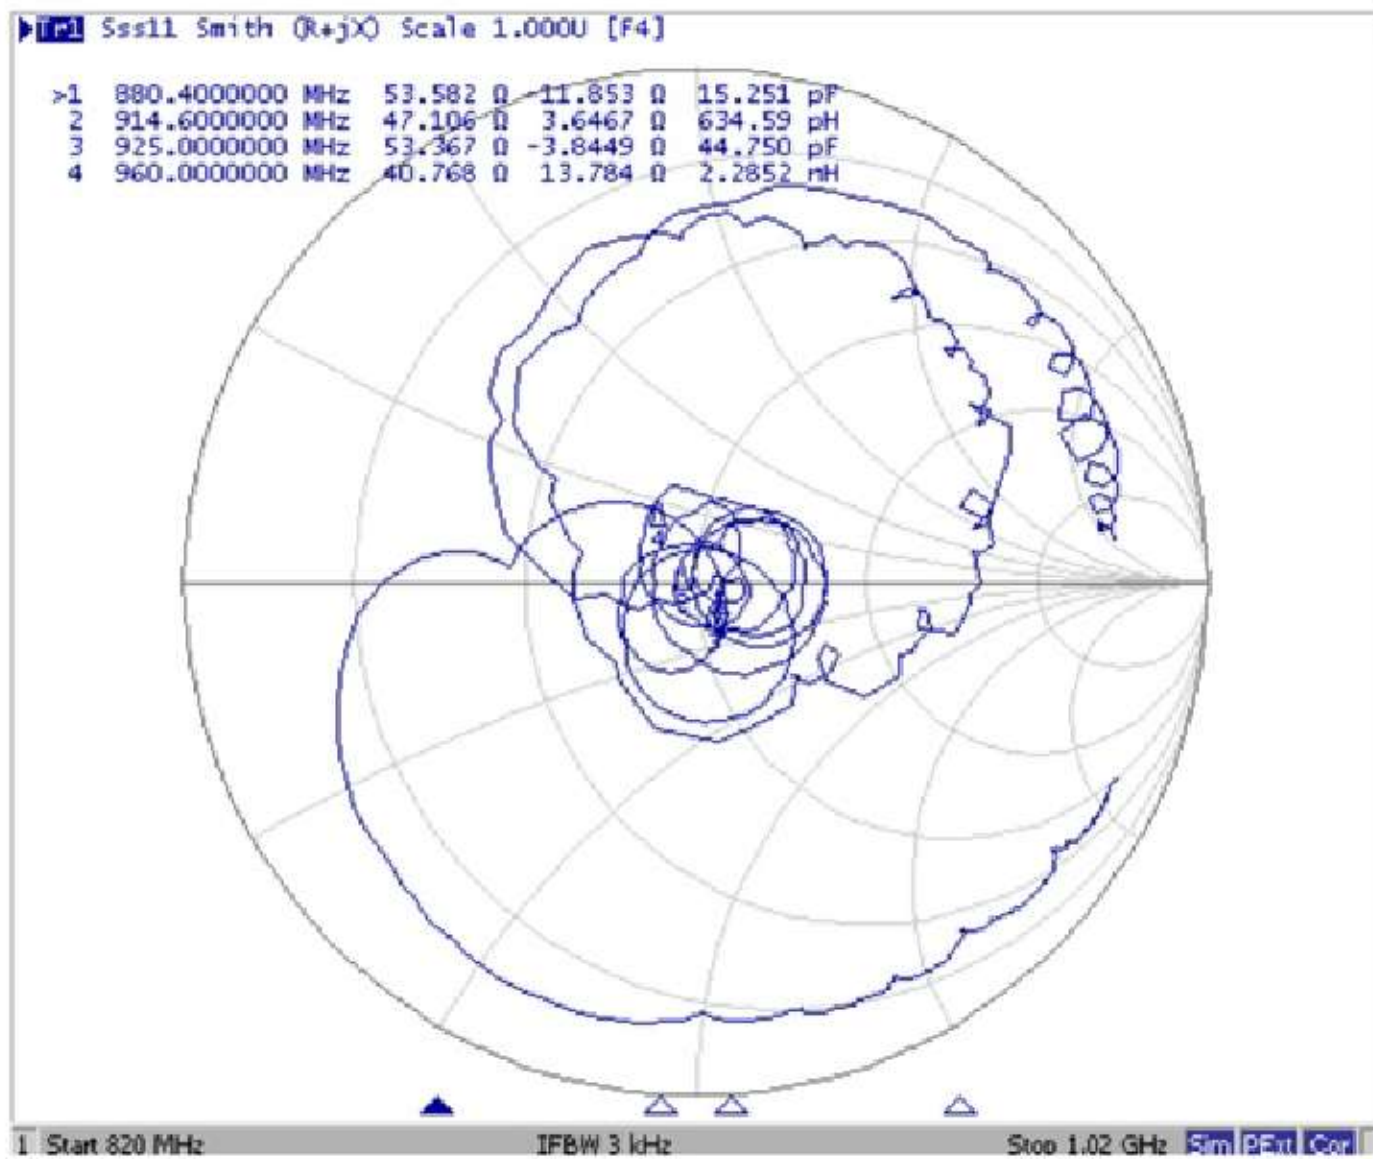 Tr1 Sss11 Smith (R+jX) Scale 1.000U [F4]
>1 880.4000000 MHz 53.582 Ω -11.853 Ω 15.251 pF
2 914.6000000 MHz 47.106 Ω 3.6467 Ω 634.59 pH
3 925.0000000 MHz 53.367 Ω -3.8449 Ω 44.750 pF
4 960.0000000 MHz 40.768 Ω 13.784 Ω 2.2852 nH
1 Start 820 MHz IFBW 3 kHz Stop 1.02 GHz Sim PExt Cor